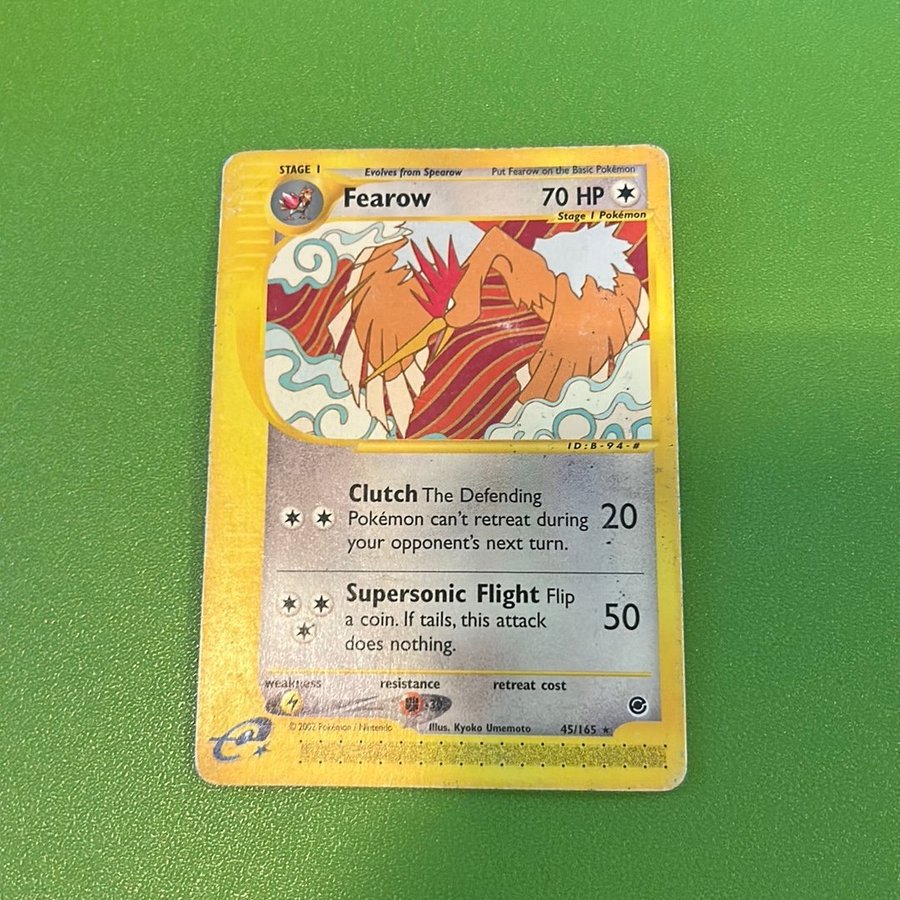 STAGE 1 Evolves from Spearow Put Fearow on the Basic Pokémon
Fearow 70 HP
Stage 1 Pokémon
ID:B-94-#
Clutch The Defending
Pokémon can't retreat during 20
your opponent's next turn.
Supersonic Flight Flip
a coin. If tails, this attack 50
does nothing.
weakness resistance retreat cost
-30
© 2002 Pokémon / Nintendo Illus. Kyoko Umemoto 45/165 ★
e